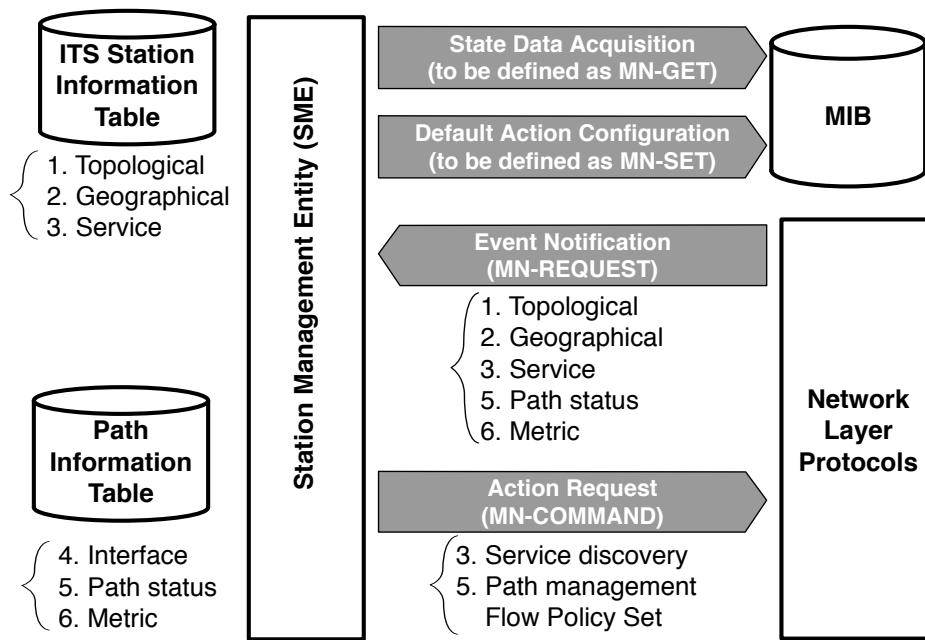 ITS Station
Information
Table
1. Topological
2. Geographical
3. Service
Path
Information
Table
4. Interface
5. Path status
6. Metric
Station Management Entity (SME)
State Data Acquisition
(to be defined as MN-GET)
Default Action Configuration
(to be defined as MN-SET)
MIB
Event Notification
(MN-REQUEST)
1. Topological
2. Geographical
3. Service
5. Path status
6. Metric
Action Request
(MN-COMMAND)
3. Service discovery
5. Path management
Flow Policy Set
Network
Layer
Protocols